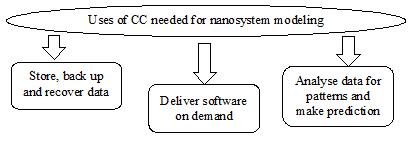 Uses of CC needed for nanosystem modeling
Store, back up
and recover data
Deliver software
on demand
Analyse data for
patterns and
make prediction